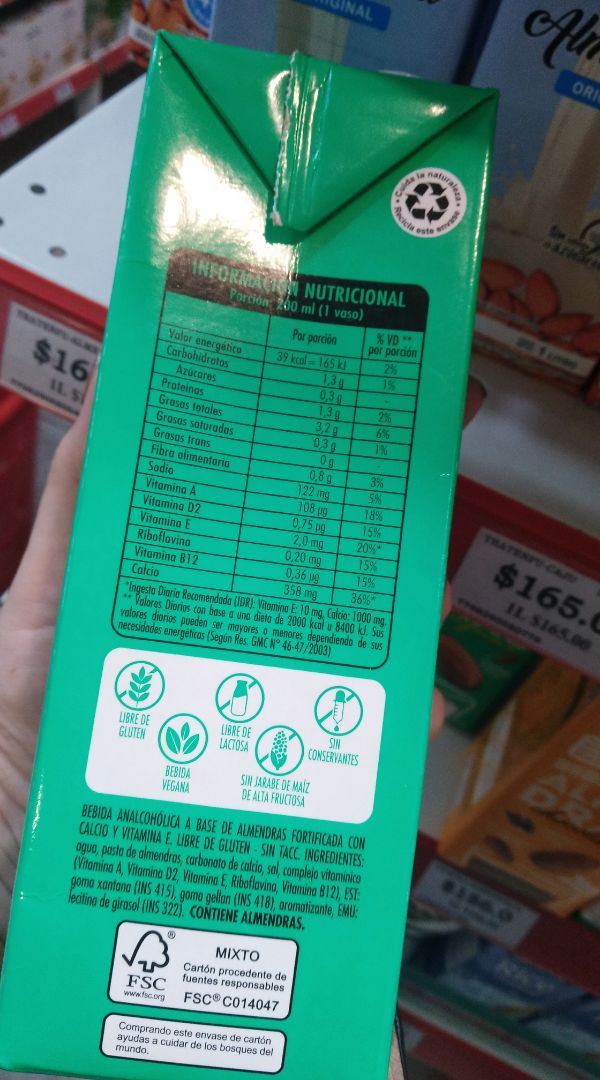 ORIGINAL
Alm
Cuida la naturaleza
Recicla este envase
INFORMACIÓN NUTRICIONAL
Porción: 200 ml (1 vaso)
Por porción % VD ** por porción
Valor energético 39 kcal = 165 kJ 2%
Carbohidratos 1,3 g 1%
Azúcares 0,3 g -
Proteínas 1,3 g 2%
Grasas totales 3,2 g 6%
Grasas saturadas 0,3 g 1%
Grasas trans 0 g -
Fibra alimentaria 0,8 g 3%
Sodio 122 mg 5%
Vitamina A 108 µg 18%
Vitamina D2 0,75 µg 15%
Vitamina E 2,0 mg 20%*
Riboflavina 0,20 mg 15%
Vitamina B12 0,36 µg 15%
Calcio 358 mg 36%*
*Ingesta Diaria Recomendada (IDR): Vitamina E: 10 mg, Calcio: 1000 mg.
** Valores Diarios con base a una dieta de 2000 kcal u 8400 kJ. Sus
valores diarios pueden ser mayores o menores dependiendo de sus
necesidades energéticas (Según Res. GMC N° 46-47/2003)
LIBRE DE
GLUTEN
BEBIDA
VEGANA
LIBRE DE
LACTOSA
SIN JARABE DE MAÍZ
DE ALTA FRUCTOSA
SIN
CONSERVANTES
BEBIDA ANALCOHÓLICA A BASE DE ALMENDRAS FORTIFICADA CON
CALCIO Y VITAMINA E. LIBRE DE GLUTEN - SIN TACC. INGREDIENTES:
agua, pasta de almendras, carbonato de calcio, sal, complejo vitamínico
(Vitamina A, Vitamina D2, Vitamina E, Riboflavina, Vitamina B12), EST:
goma xantana (INS 415), goma gellan (INS 418), aromatizante, EMU:
lecitina de girasol (INS 322). CONTIENE ALMENDRAS.
FSC®
www.fsc.org
MIXTO
Cartón procedente de
fuentes responsables
FSC® C014047
Comprando este envase de cartón
ayudas a cuidar de los bosques del
mundo.
$16
1L
TRATENFU-CAJU
$165.0
1L $165.00